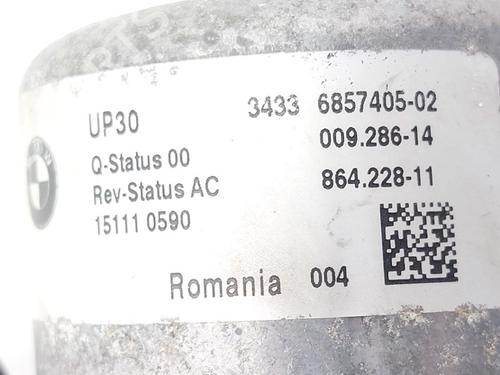 UP30 3433 6857405-02
009.286-14
Q-Status 00
864.228-11
Rev-Status AC
15111 0590
Romania 004